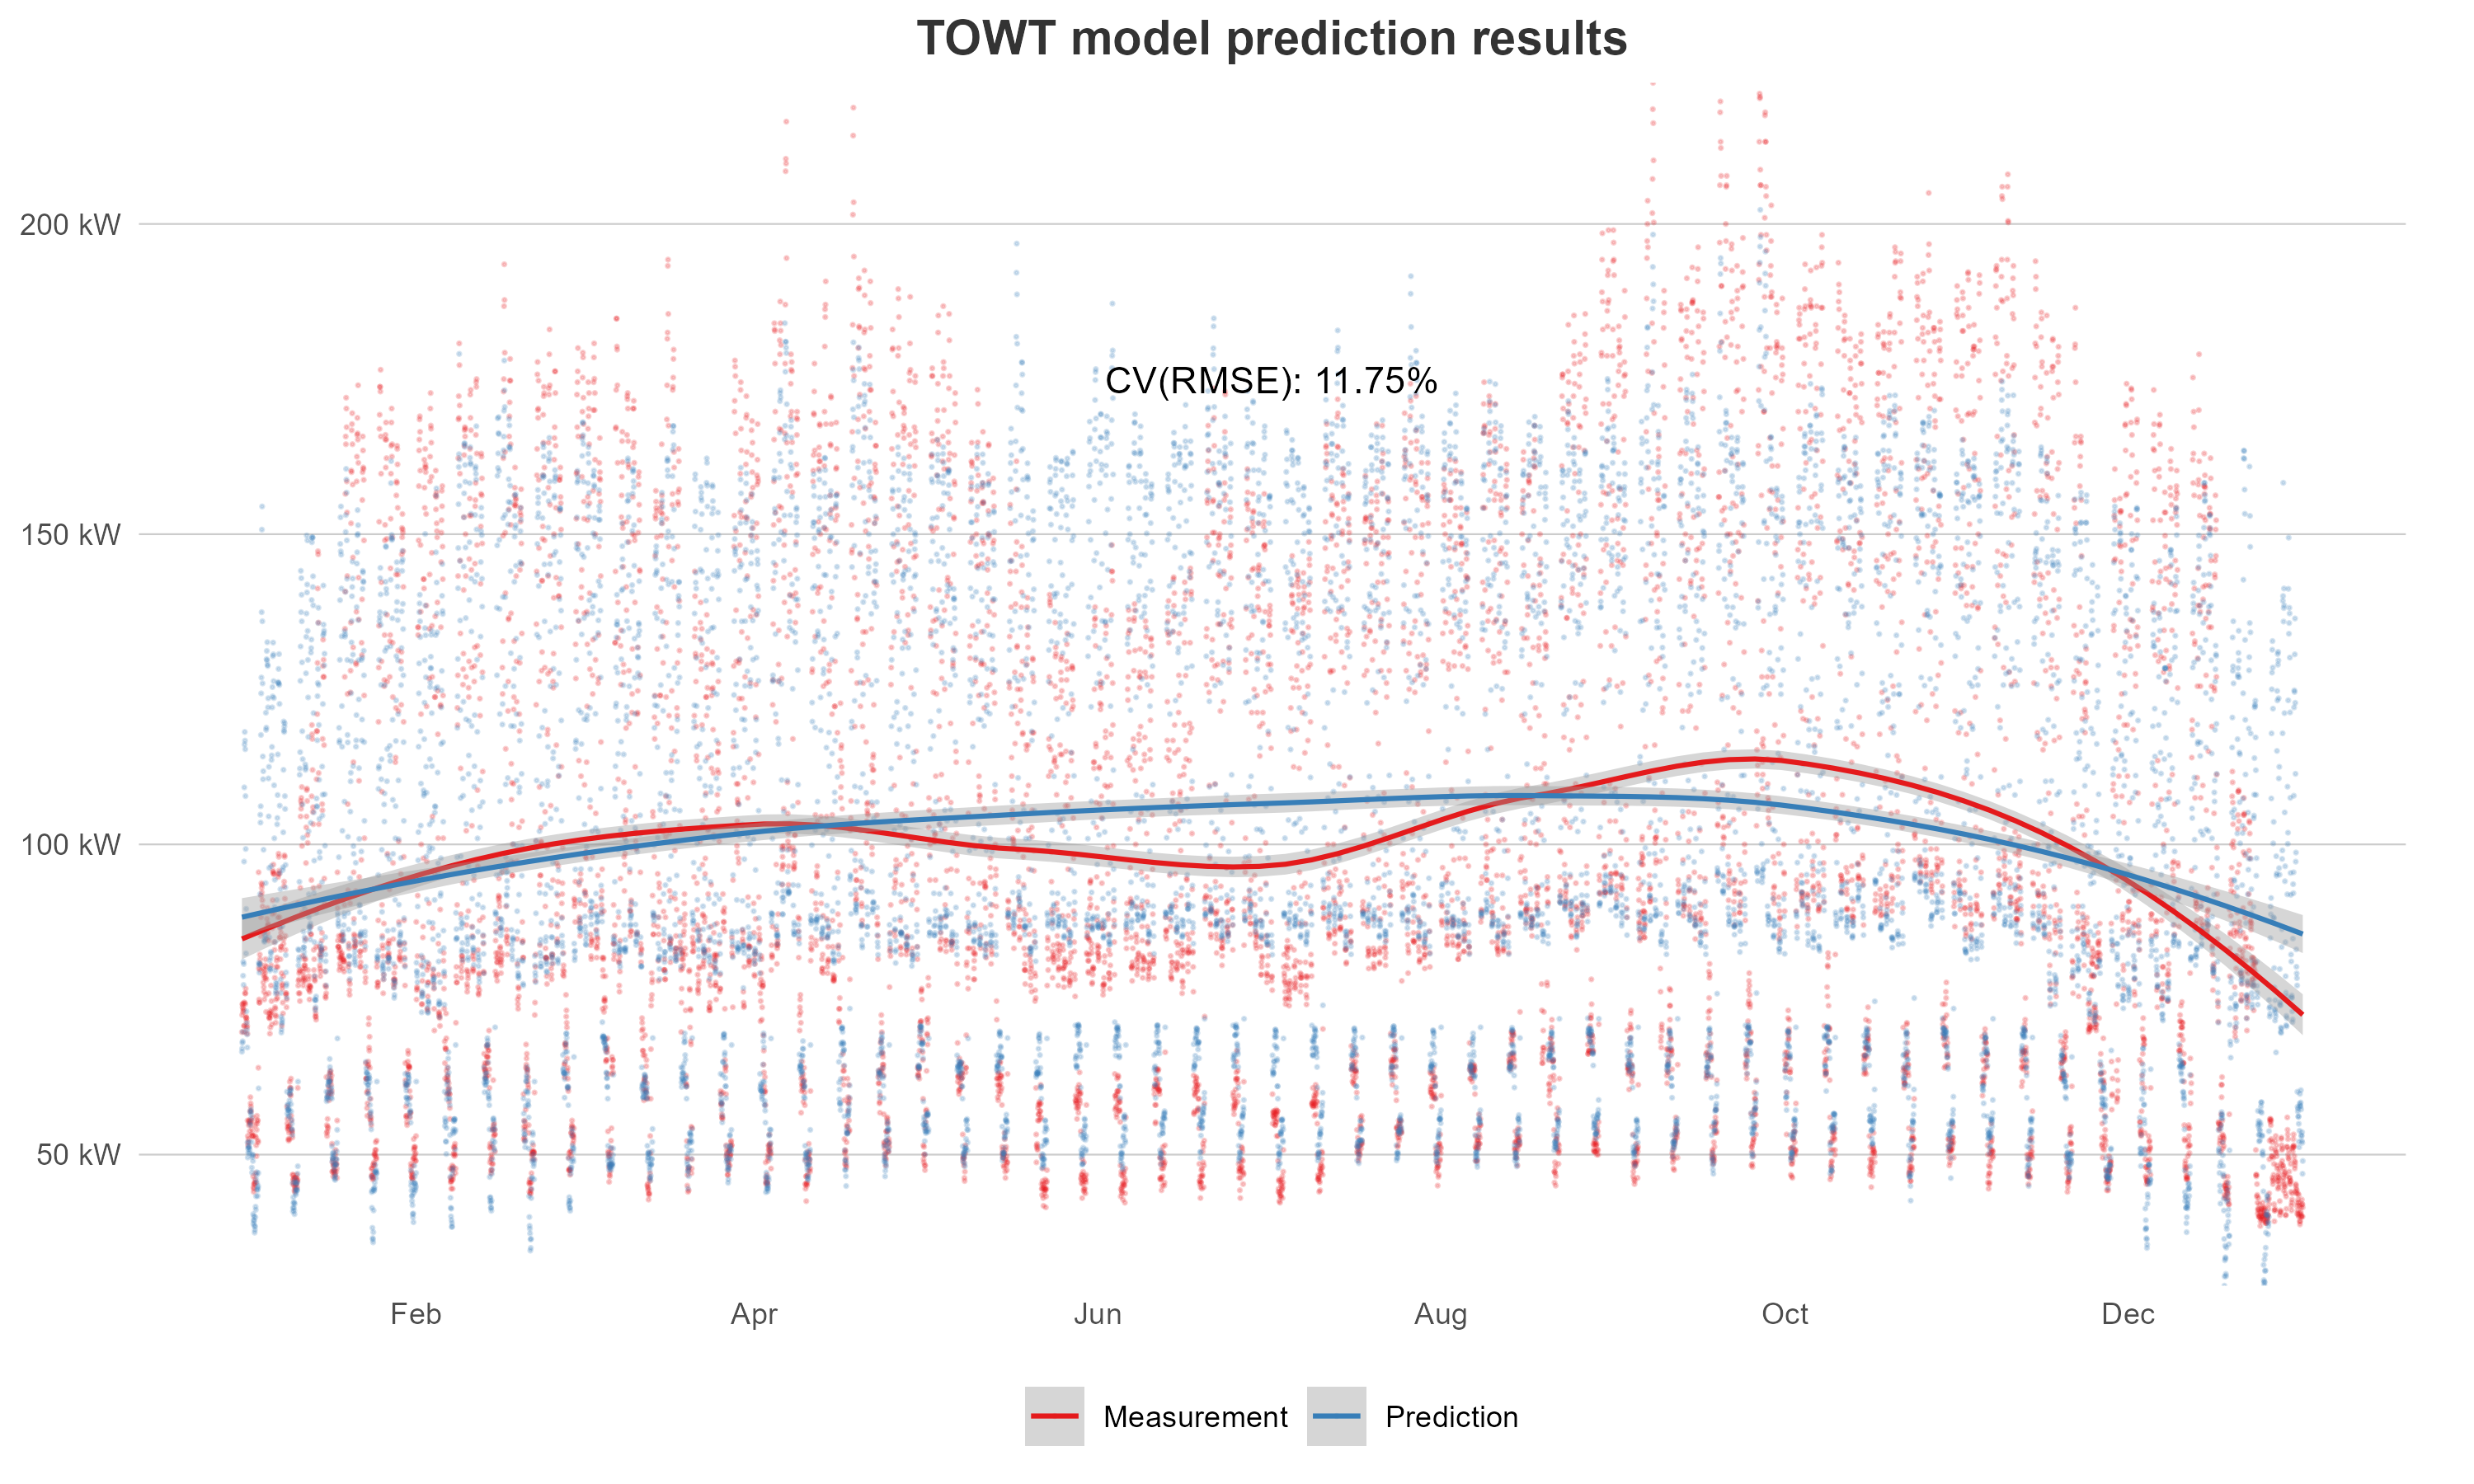 TOWT model prediction results
200 kW
150 kW
100 kW
50 kW
CV(RMSE): 11.75%
Feb Apr Jun Aug Oct Dec
Measurement Prediction